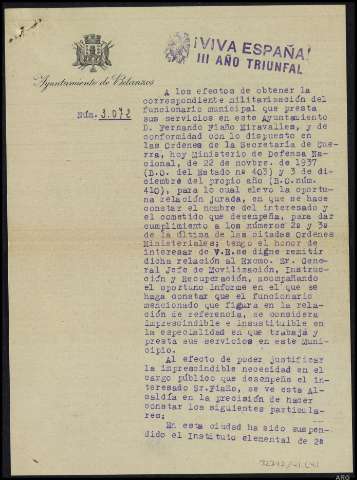 ¡VIVA ESPAÑA!
III AÑO TRIUNFAL
Ayuntamiento de Betanzos
NÚM. 3.072
A los efectos de obtener la
correspondiente militarización del
funcionario municipal que presta
sus servicios en este Ayuntamiento
D. Fernando Fiaño Miravalles, y de
conformidad con lo dispuesto en
las Ordenes de la Secretaría de Gue-
rra, hoy Ministerio de Defensa Na-
cional, de 22 de novbre. de 1937
(B.O. del Estado nº 403) y 3 de di-
ciembre del propio año (B.O.núm.
410), para lo cual elevo la oportu-
na relación jurada, en que se hace
constar el nombre del interesado y
el cometido que desempeña, para dar
cumplimiento a los números 2º y 3º
de la última de las citadas Ordenes
Ministeriales; tengo el honor de
interesar de V.E.se digne remitir
dicha relación al Excmo. Sr. Gene-
ral Jefe de Movilización, Instruc-
ción y Recuperación, acompañando
el oportuno informe en el que se
haga constar que el funcionario
mencionado que figura en la rela-
ción de referencia, se considera
imprescindible e insustituible en
la especialidad en que trabaja y
presta sus servicios en este Muni-
cipio.
Al efecto de poder justificar
la imprescindible necesidad en el
cargo público que desempeña el in-
teresado Sr.Fiaño, se ve esta Al-
caldía en la precisión de hacer
constar los siguientes particula-
res;
En esta ciudad ha sido suspen-
dido el Instituto elemental de 2ª
ARG